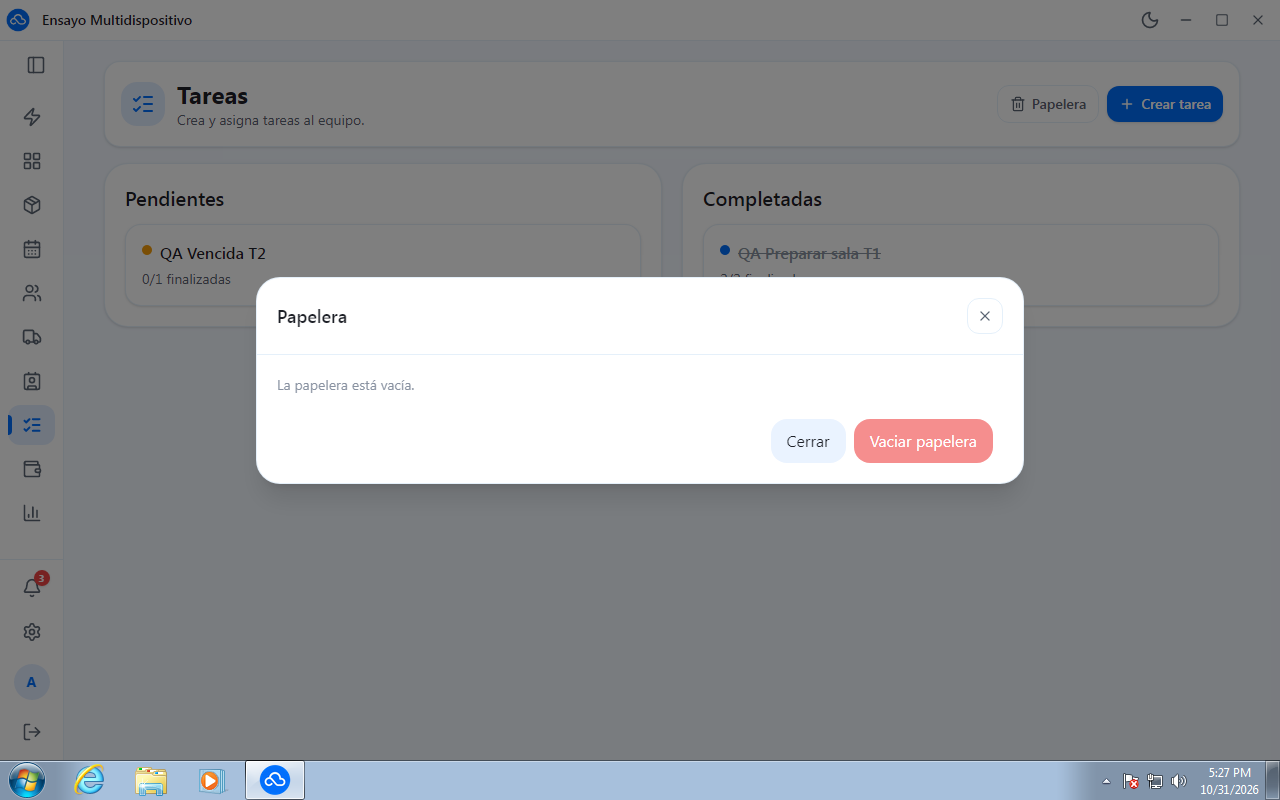 Ensayo Multidispositivo
Tareas
Crea y asigna tareas al equipo.
Papelera
Crear tarea
Pendientes
QA Vencida T2
0/1 finalizadas
Completadas
QA Preparar sala T1
Papelera
La papelera está vacía.
Cerrar
Vaciar papelera
3
A
5:27 PM
10/31/2026